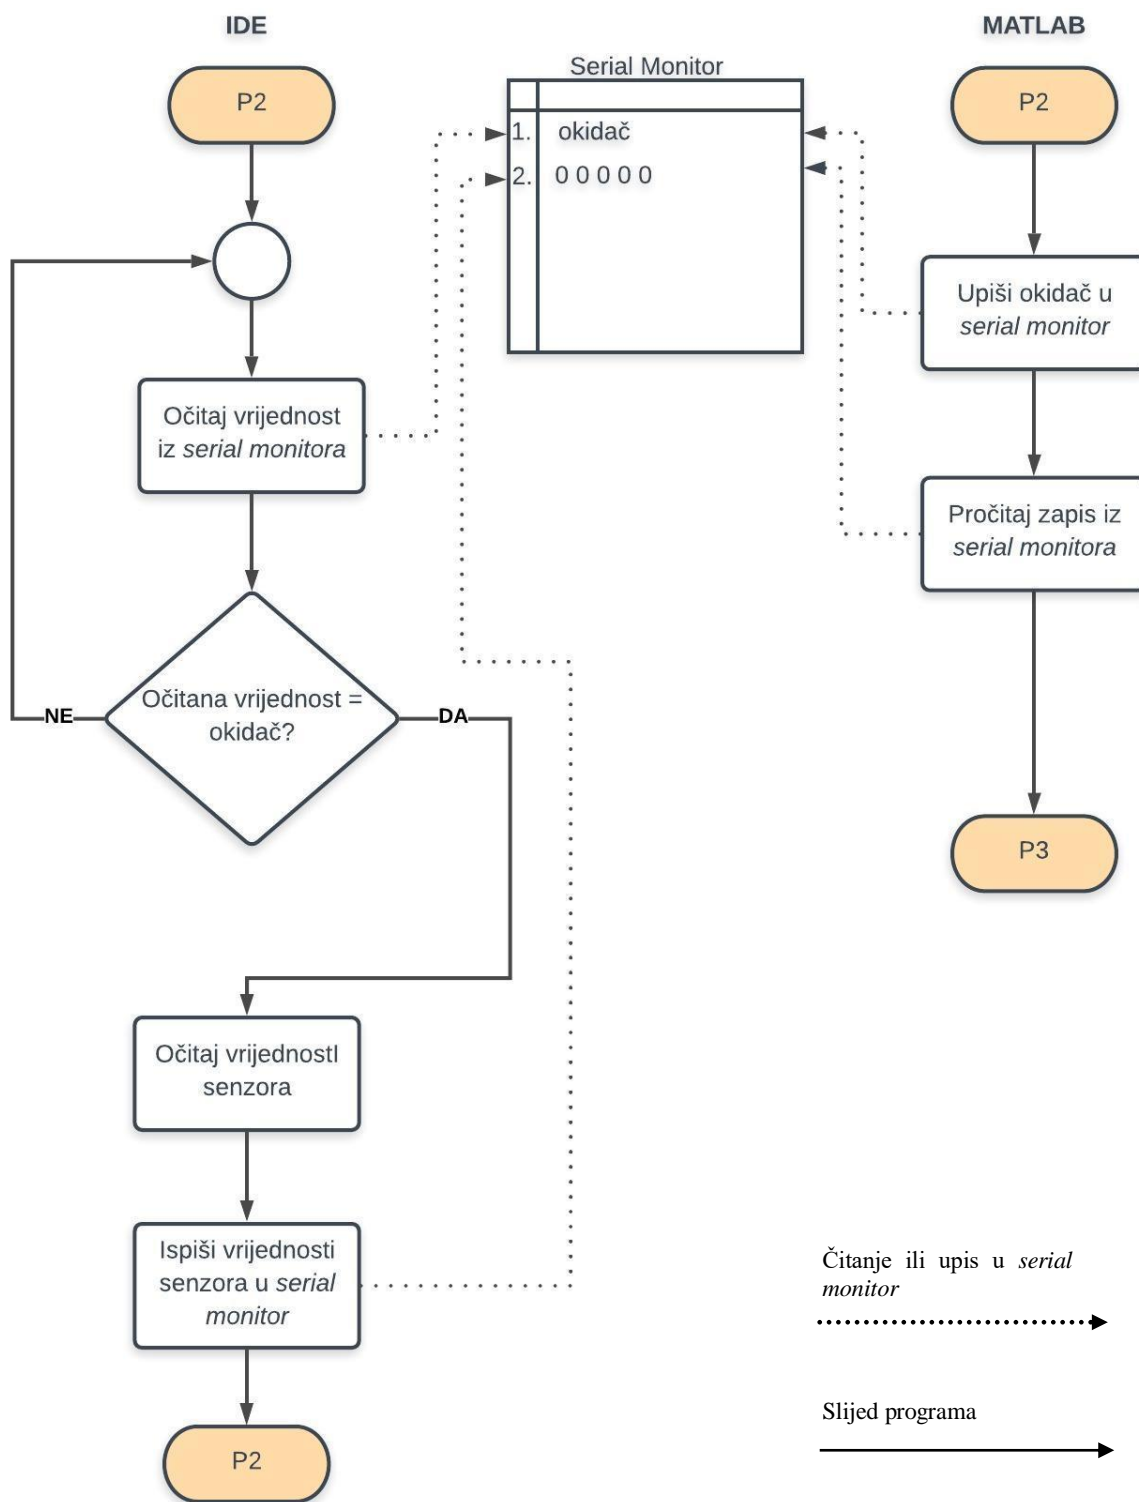 IDE
MATLAB
P2
Serial Monitor
P2
1. okidač
2. 0 0 0 0 0
Upiši okidač u
serial monitor
Očitaj vrijednost
iz serial monitora
Pročitaj zapis iz
serial monitora
Očitana vrijednost =
okidač?
NE
DA
P3
Očitaj vrijednostI
senzora
Ispiši vrijednosti
senzora u serial
monitor
P2
Čitanje ili upis u serial
monitor
Slijed programa